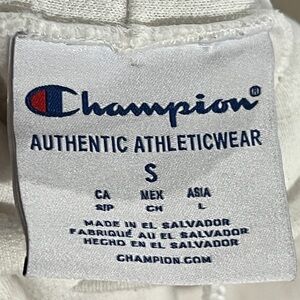 Champion®
AUTHENTIC ATHLETICWEAR
S
CA MEX ASIA
S/P CH L
MADE IN EL SALVADOR
FABRIQUÉ AU EL SALVADOR
HECHO EN EL SALVADOR
CHAMPION.COM